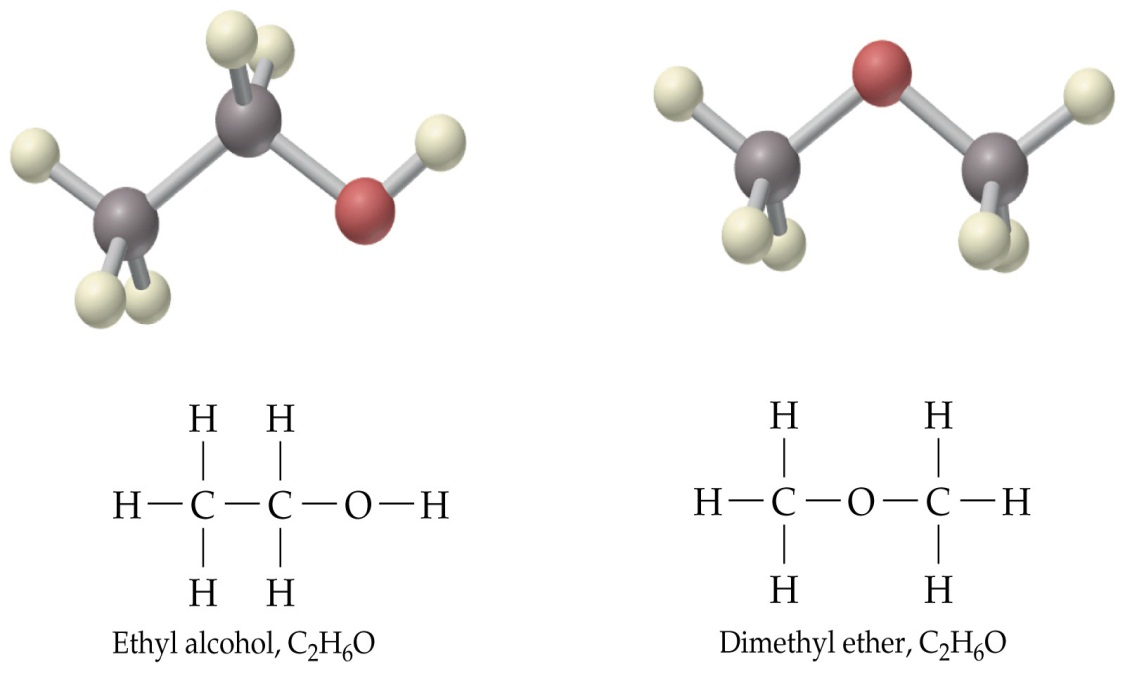 H H
H—C—C—O—H
H H
Ethyl alcohol, C₂H₆O
H H
H—C—O—C—H
H H
Dimethyl ether, C₂H₆O